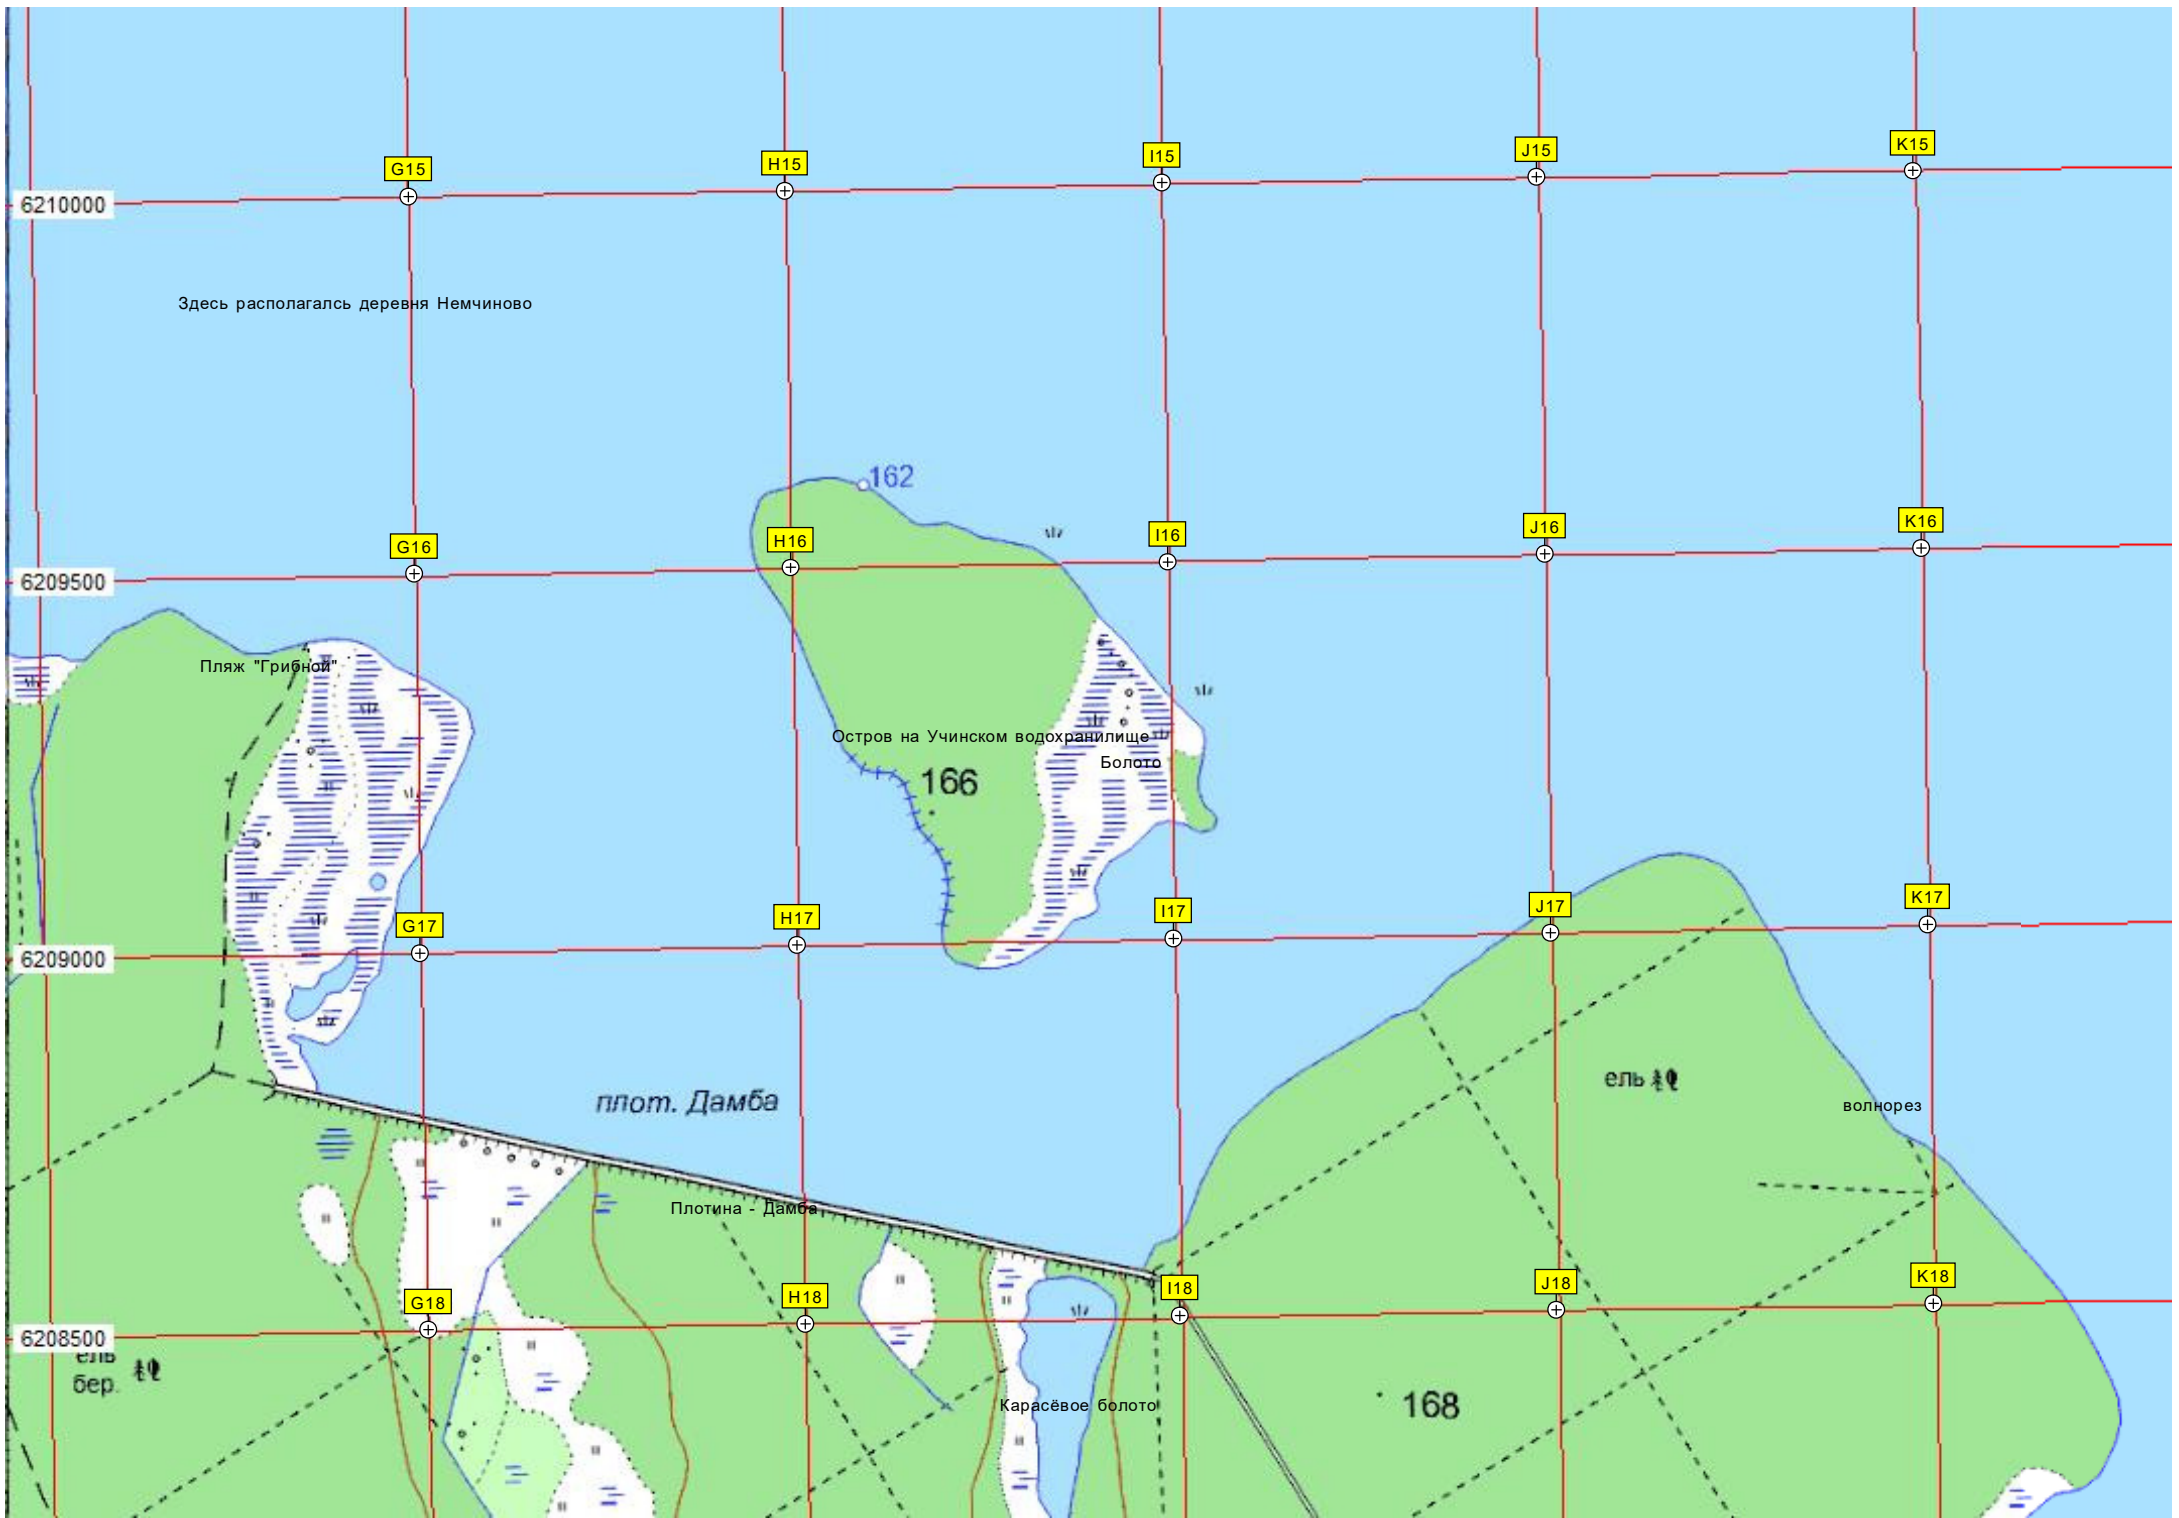 G15
H15
I15
J15
K15
6210000
Здесь располагалсь деревня Немчиново
162
G16
H16
I16
J16
K16
6209500
Пляж "Грибной"
Остров на Учинском водохранилище
Болото
166
G17
H17
I17
J17
K17
6209000
ель
плот. Дамба
волнорез
Плотина - Дамба
G18
H18
I18
J18
K18
6208500
ель
бер.
Карасёвое болото
168